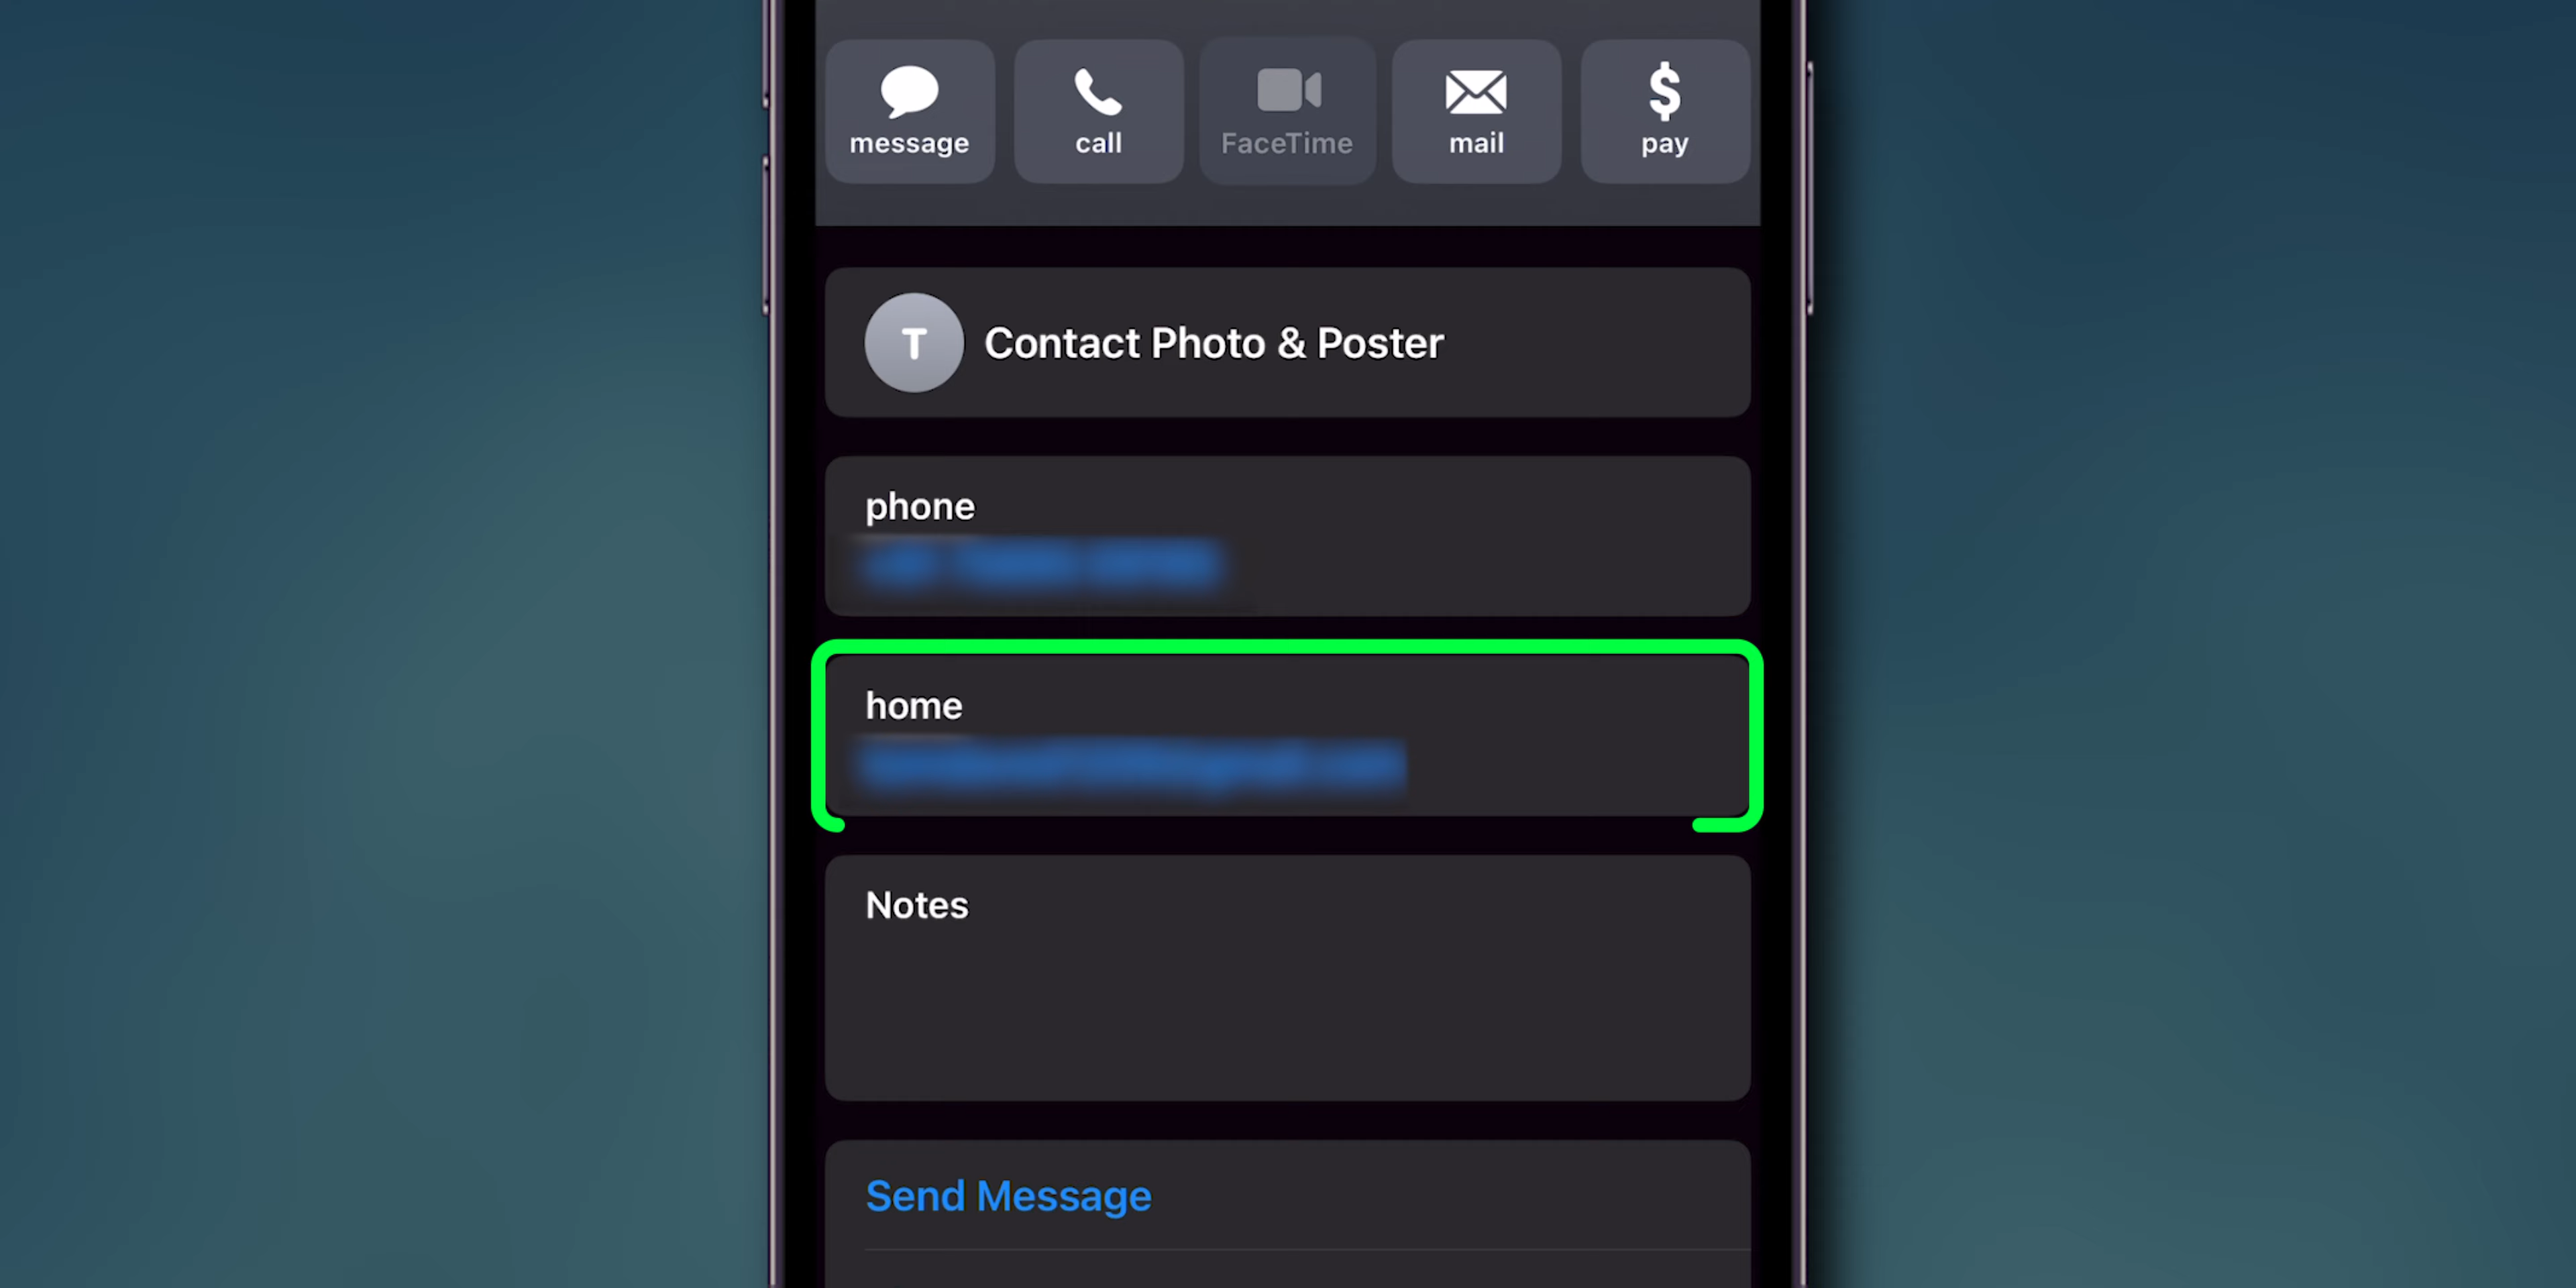 message call FaceTime mail $ pay
T Contact Photo & Poster
phone
home
Notes
Send Message